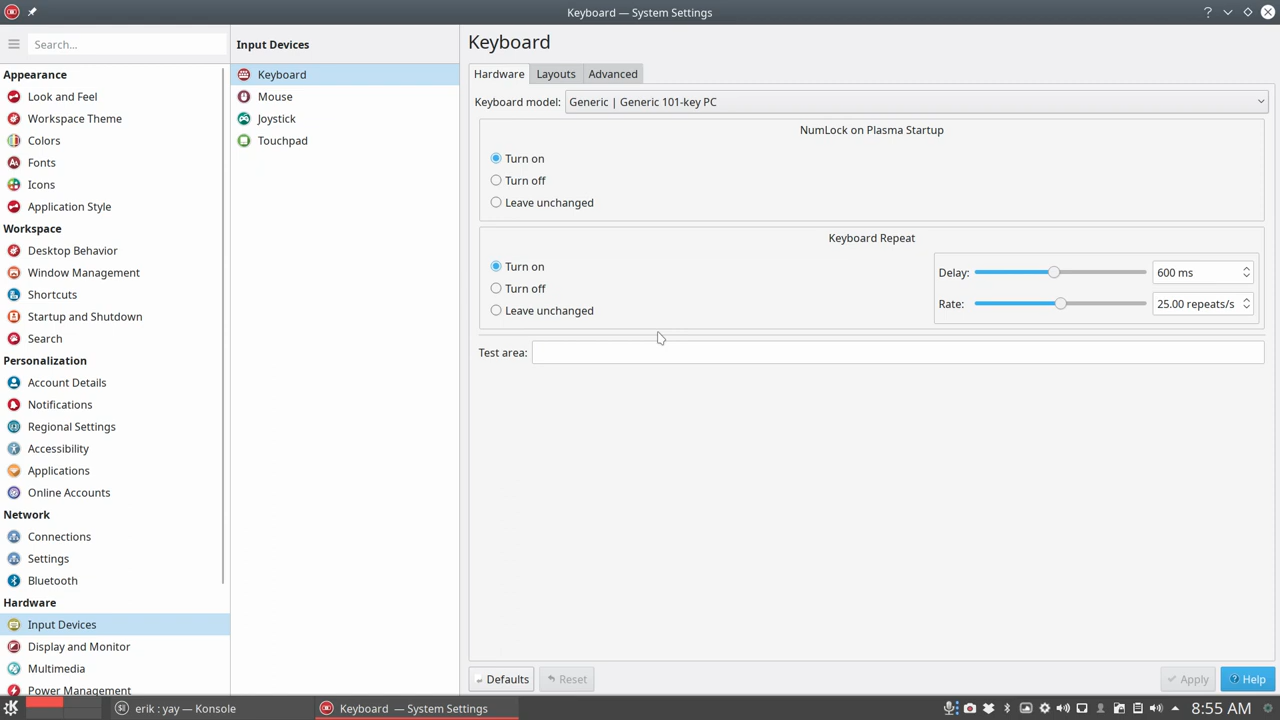 Keyboard — System Settings
Search...
Appearance
Look and Feel
Workspace Theme
Colors
Fonts
Icons
Application Style
Workspace
Desktop Behavior
Window Management
Shortcuts
Startup and Shutdown
Search
Personalization
Account Details
Notifications
Regional Settings
Accessibility
Applications
Online Accounts
Network
Connections
Settings
Bluetooth
Hardware
Input Devices
Display and Monitor
Multimedia
Power Management
Input Devices
Keyboard
Mouse
Joystick
Touchpad
Keyboard
Hardware Layouts Advanced
Keyboard model: Generic | Generic 101-key PC
NumLock on Plasma Startup
Turn on
Turn off
Leave unchanged
Keyboard Repeat
Turn on
Turn off
Leave unchanged
Delay: 600 ms
Rate: 25.00 repeats/s
Test area:
Defaults Reset Apply Help
erik : yay — Konsole
Keyboard — System Settings
8:55 AM